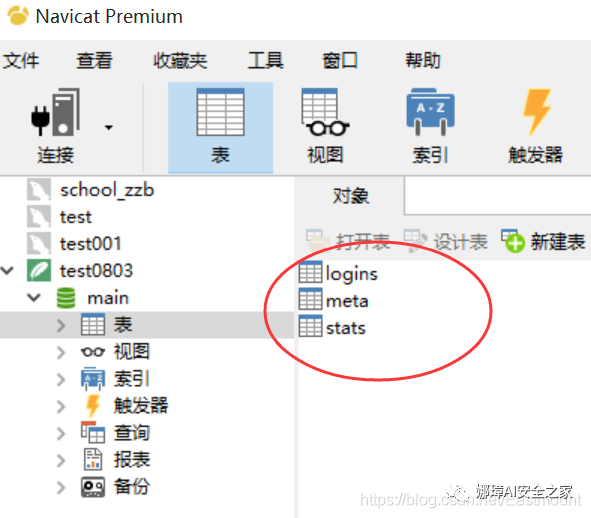 Navicat Premium
文件 查看 收藏夹 工具 窗口 帮助
A-Z
连接 表 视图 索引 触发器
school_zzb
test
test001
test0803
main
表
视图
A-Z
索引
触发器
查询
报表
备份
对象
打开表 设计表 新建表
logins
meta
stats
娜璋AI安全之家
https://blog.csdn.net/Eastmount